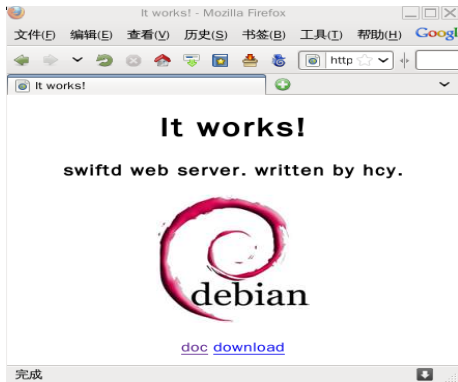 It works! - Mozilla Firefox
文件(F) 编辑(E) 查看(V) 历史(S) 书签(B) 工具(T) 帮助(H) Googl
http
It works!
It works!
swiftd web server. written by hcy.
debian
doc download
完成